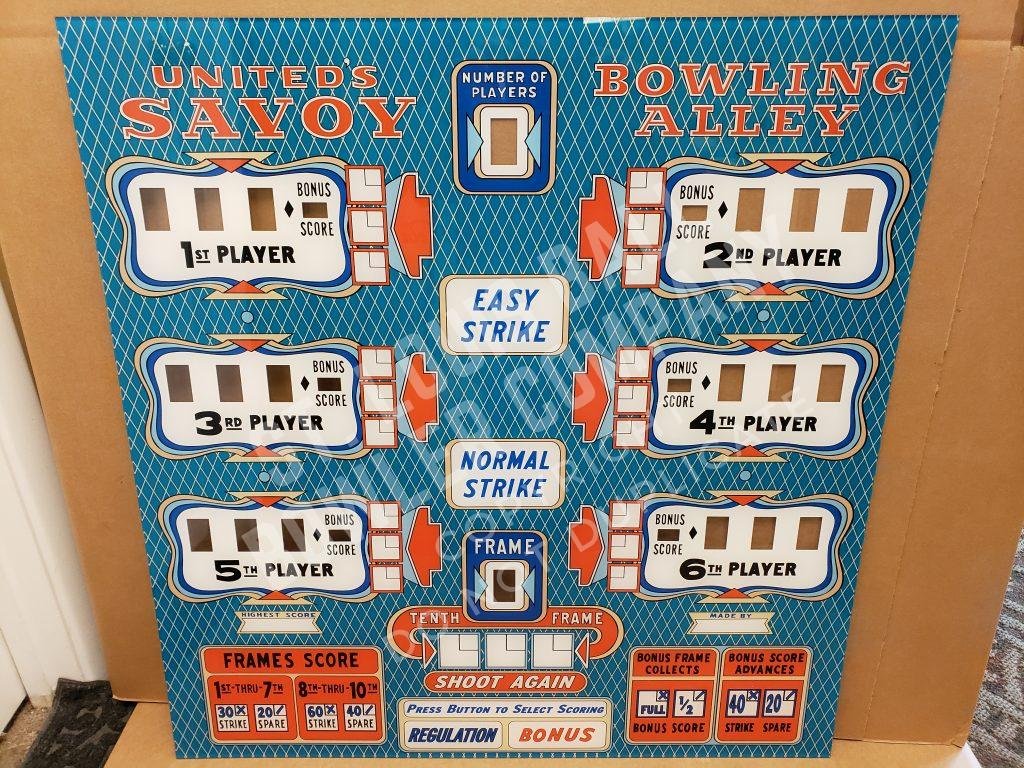 UNITED'S
SAVOY
NUMBER OF
PLAYERS
BOWLING
ALLEY
BONUS
SCORE
1ST PLAYER
BONUS
SCORE
2ND PLAYER
EASY
STRIKE
BONUS
SCORE
3RD PLAYER
BONUS
SCORE
4TH PLAYER
NORMAL
STRIKE
BONUS
SCORE
5TH PLAYER
FRAME
BONUS
SCORE
6TH PLAYER
HIGHEST SCORE
MADE BY
TENTH FRAME
SHOOT AGAIN
FRAMES SCORE
1ST-THRU-7TH 8TH-THRU-10TH
30 X 20 / 60 X 40 /
STRIKE SPARE STRIKE SPARE
PRESS BUTTON TO SELECT SCORING
REGULATION BONUS
BONUS FRAME
COLLECTS
X /
FULL 1/2
BONUS SCORE
BONUS SCORE
ADVANCES
40 X 20 /
STRIKE SPARE
COMPANY
DO NOT DUPLICATE